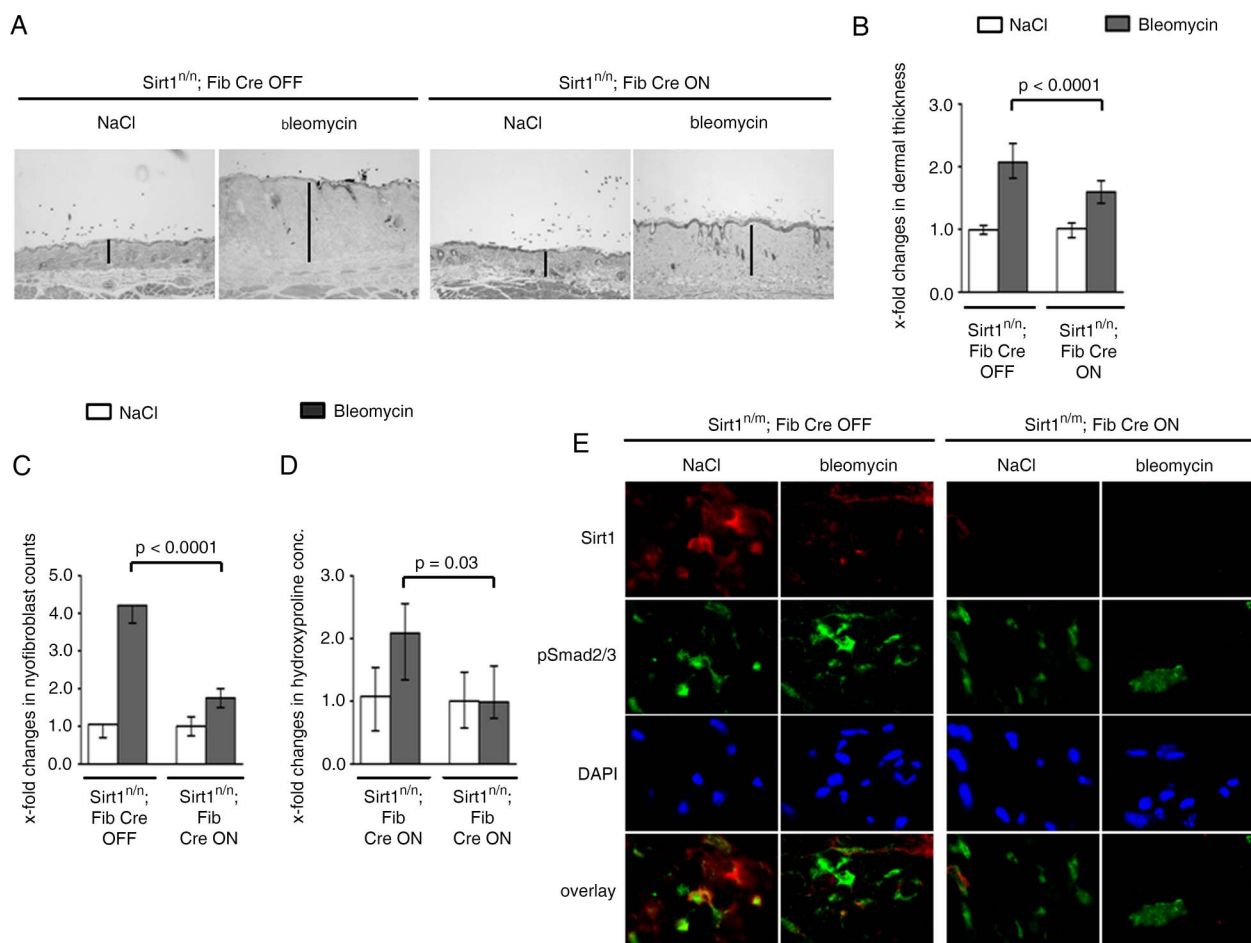 A
Sirt1n/n; Fib Cre OFF
Sirt1n/n; Fib Cre ON
NaCl
bleomycin
NaCl
bleomycin
B
NaCl
Bleomycin
x-fold changes in dermal thickness
p < 0.0001
3.0
2.0
1.0
0.0
Sirt1n/n;
Fib Cre
OFF
Sirt1n/n;
Fib Cre
ON
NaCl
Bleomycin
C
x-fold changes in nyofibroblast counts
p < 0.0001
5.0
4.0
3.0
2.0
1.0
0.0
Sirt1n/n;
Fib Cre
OFF
Sirt1n/n;
Fib
Cre ON
D
x-fold changes in hydroxyproline conc.
p = 0.03
3.0
2.0
1.0
0.0
Sirt1n/n;
Fib
Cre ON
Sirt1n/n;
Fib
Cre ON
E
Sirt1n/m; Fib Cre OFF
Sirt1n/m; Fib Cre ON
NaCl
bleomycin
NaCl
bleomycin
Sirt1
pSmad2/3
DAPI
overlay